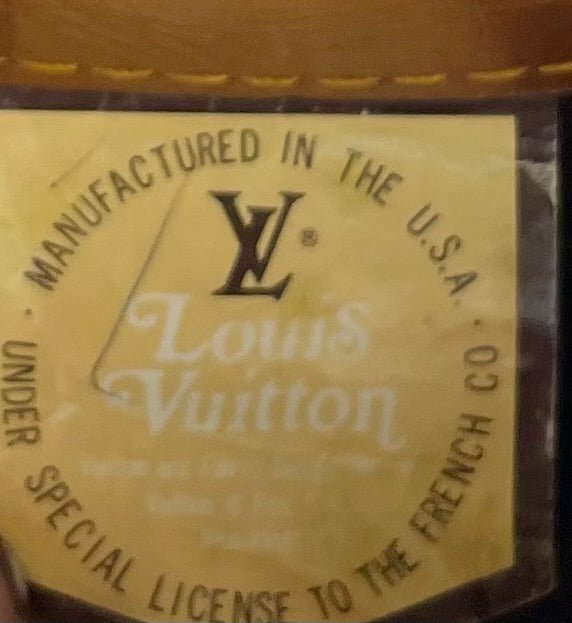 · MANUFACTURED IN THE U.S.A. ·
UNDER SPECIAL LICENSE TO THE FRENCH CO
LV ®
Louis
Vuitton